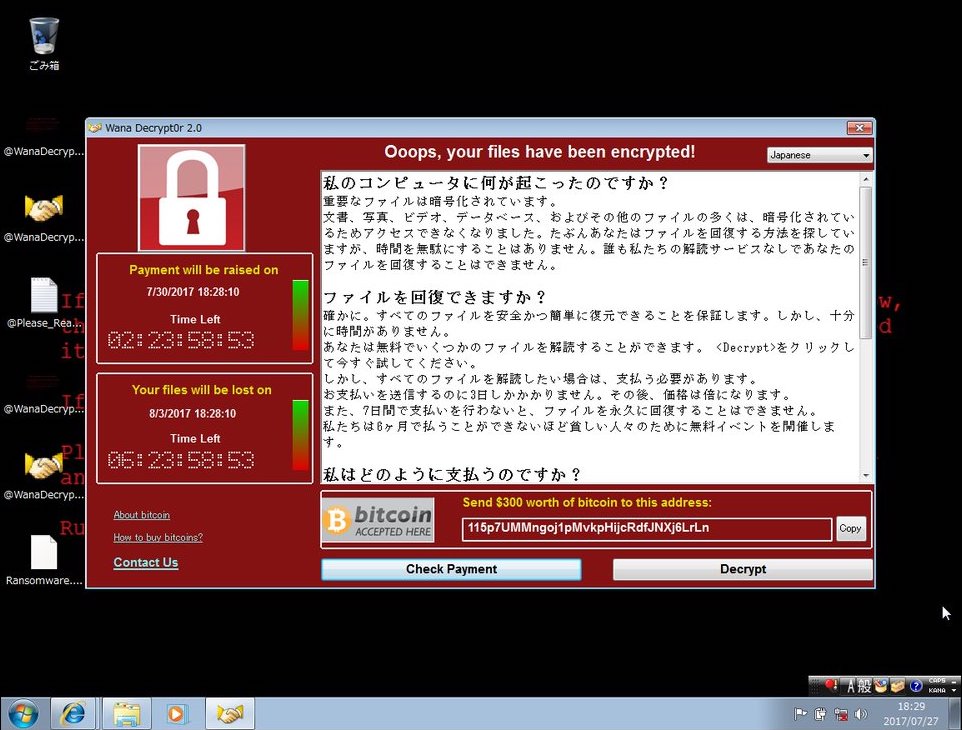 ごみ箱
@WanaDecryp...
@WanaDecryp...
@Please_Rea...
@WanaDecryp...
@WanaDecryp...
Ransomware....
If
w,
d
it
If
Pl
an
Ru
Wana Decrypt0r 2.0
Ooops, your files have been encrypted!
Japanese
Payment will be raised on
7/30/2017 18:28:10
Time Left
02:23:58:53
Your files will be lost on
8/3/2017 18:28:10
Time Left
06:23:58:53
About bitcoin
How to buy bitcoins?
Contact Us
私のコンピュータに何が起こったのですか？
重要なファイルは暗号化されています。
文書、写真、ビデオ、データベース、およびその他のファイルの多くは、暗号化されてい
るためアクセスできなくなりました。たぶんあなたはファイルを回復する方法を探してい
ますが、時間を無駄にすることはありません。誰も私たちの解読サービスなしであなたの
ファイルを回復することはできません。
ファイルを回復できますか？
確かに。すべてのファイルを安全かつ簡単に復元できることを保証します。しかし、十分
に時間がありません。
あなたは無料でいくつかのファイルを解読することができます。 <Decrypt>をクリックし
て今すぐ試してください。
しかし、すべてのファイルを解読したい場合は、支払う必要があります。
お支払いを送信するのに3日しかかかりません。その後、価格は倍になります。
また、7日間で支払いを行わないと、ファイルを永久に回復することはできません。
私たちは6ヶ月で払うことができないほど貧しい人々のために無料イベントを開催しま
す。
私はどのように支払うのですか？
bitcoin
ACCEPTED HERE
Send $300 worth of bitcoin to this address:
115p7UMMngoj1pMvkpHijcRdfJNXj6LrLn
Copy
Check Payment
Decrypt
A 般
CAPS
KANA
18:29
2017/07/27